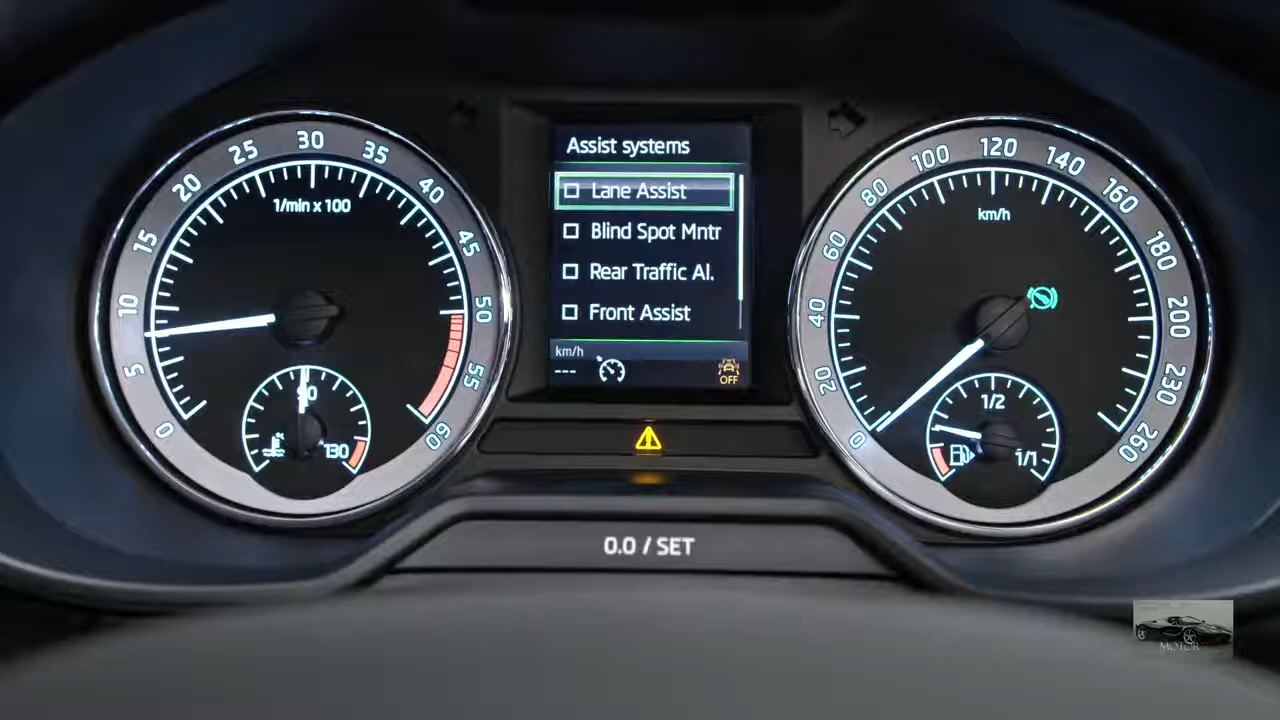 0
5
10
15
20
25
30
35
40
45
50
55
60
1/min x 100
90
130
Assist systems
Lane Assist
Blind Spot Mntr
Rear Traffic Al.
Front Assist
km/h
---
OFF
0
20
40
60
80
100
120
140
160
180
200
230
260
km/h
1/2
1/1
0.0 / SET
MOTOR